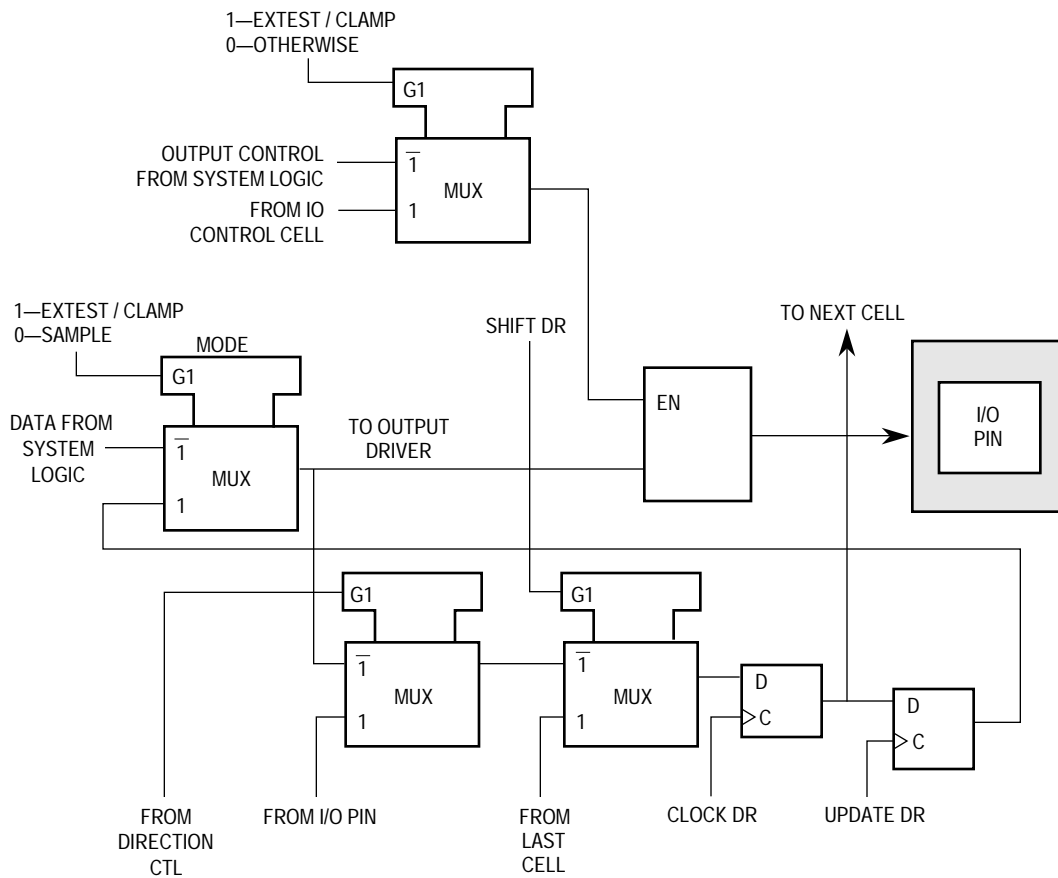 1—EXTEST / CLAMP
0—OTHERWISE
G1
OUTPUT CONTROL
FROM SYSTEM LOGIC
1̅
MUX
FROM IO
CONTROL CELL
1
1—EXTEST / CLAMP
0—SAMPLE
MODE
G1
DATA FROM
SYSTEM
LOGIC
1̅
MUX
1
TO OUTPUT
DRIVER
SHIFT DR
TO NEXT CELL
EN
I/O
PIN
G1
1̅
MUX
1
G1
1̅
MUX
1
D
C
D
C
FROM
DIRECTION
CTL
FROM I/O PIN
FROM
LAST
CELL
CLOCK DR
UPDATE DR